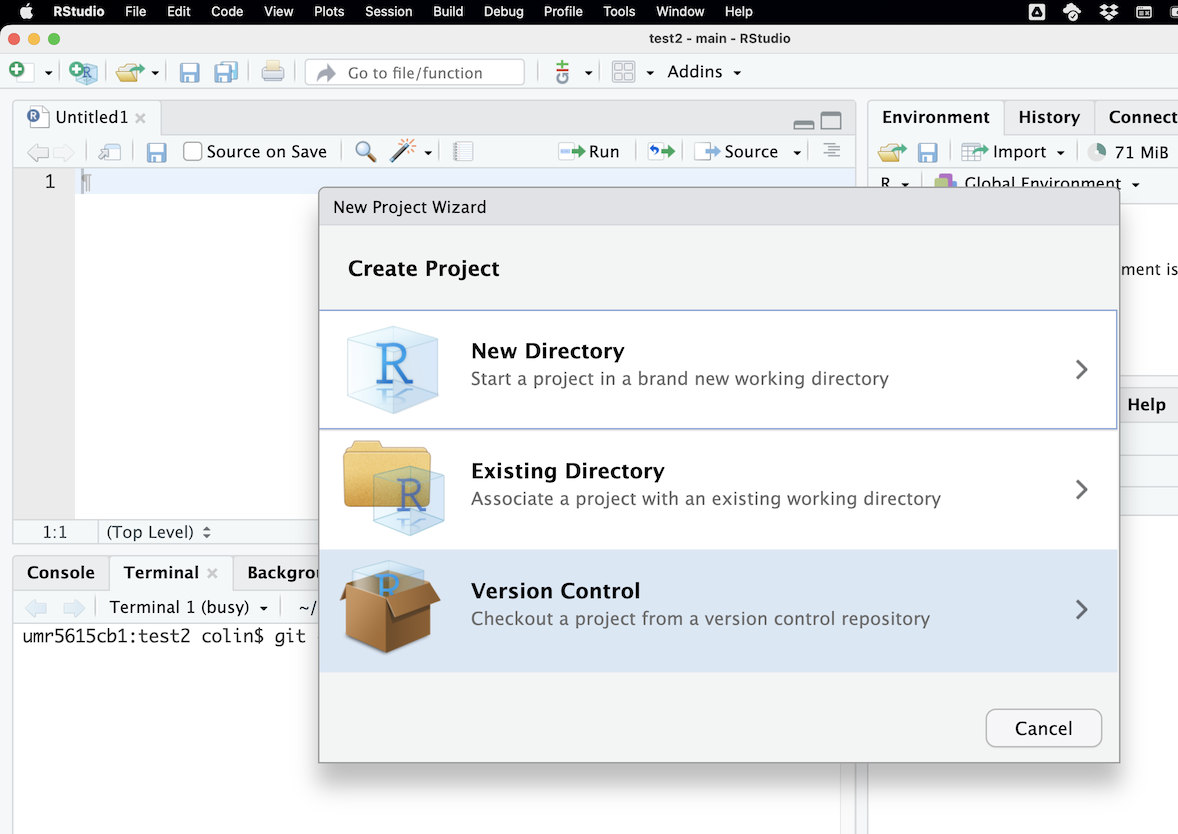 RStudio File Edit Code View Plots Session Build Debug Profile Tools Window Help
test2 - main - RStudio
Go to file/function Addins
Untitled1 Environment History Connect
Source on Save Run Source Import 71 MiB
1 R Global Environment
New Project Wizard
Create Project
ment is
New Directory
Start a project in a brand new working directory
Help
Existing Directory
Associate a project with an existing working directory
1:1 (Top Level)
Console Terminal Backgrou
Version Control
Checkout a project from a version control repository
Terminal 1 (busy) ~/
umr5615cb1:test2 colin$ git
Cancel